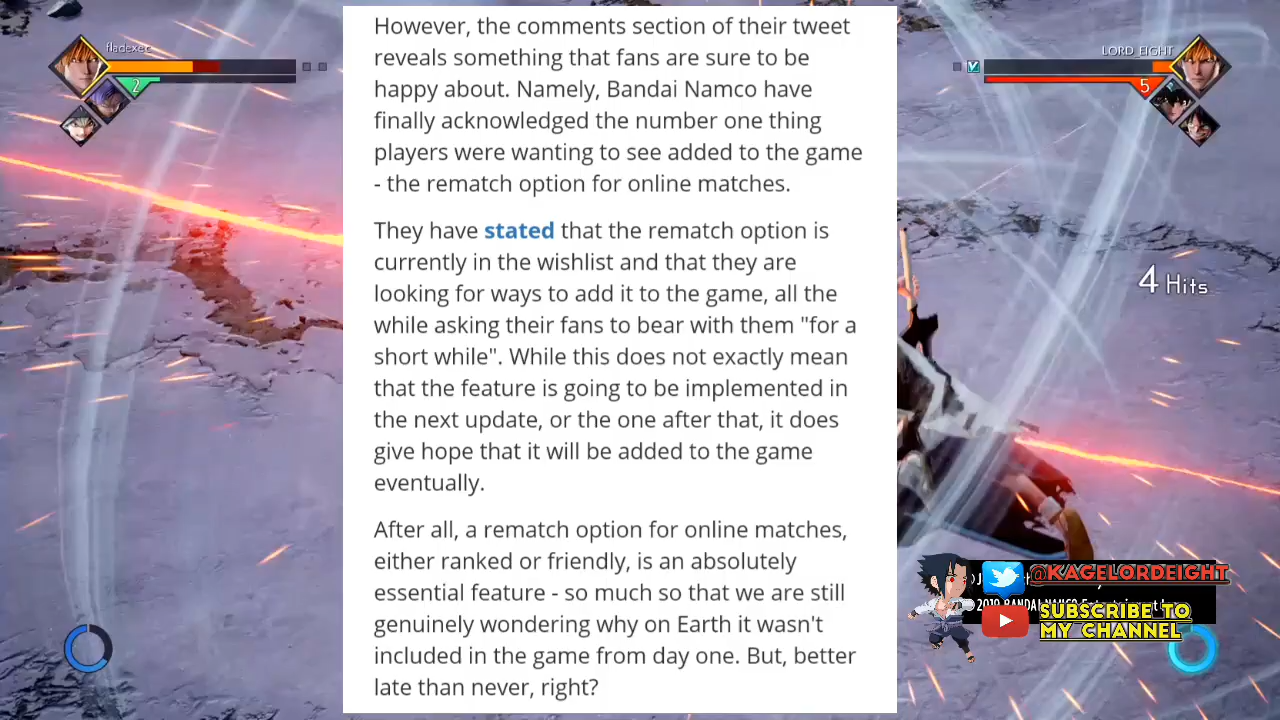 fladexec
LORD_EIGHT
2
5
However, the comments section of their tweet
reveals something that fans are sure to be
happy about. Namely, Bandai Namco have
finally acknowledged the number one thing
players were wanting to see added to the game
- the rematch option for online matches.
They have stated that the rematch option is
currently in the wishlist and that they are
looking for ways to add it to the game, all the
while asking their fans to bear with them "for a
short while". While this does not exactly mean
that the feature is going to be implemented in
the next update, or the one after that, it does
give hope that it will be added to the game
eventually.
After all, a rematch option for online matches,
either ranked or friendly, is an absolutely
essential feature - so much so that we are still
genuinely wondering why on Earth it wasn't
included in the game from day one. But, better
late than never, right?
4 Hits
@KAGELORDEIGHT
2019 BANDAI NAMCO Entertainment
SUBSCRIBE TO
MY CHANNEL